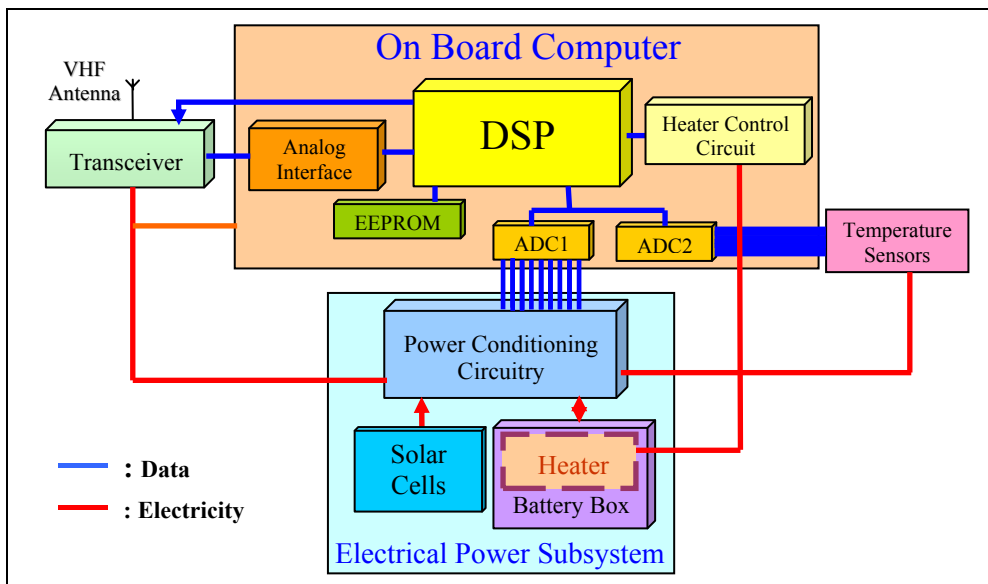 On Board Computer
VHF
Antenna
DSP
Heater Control
Circuit
Transceiver
Analog
Interface
EEPROM
ADC1
ADC2
Temperature
Sensors
Power Conditioning
Circuitry
Solar
Cells
Heater
Battery Box
: Data
: Electricity
Electrical Power Subsystem